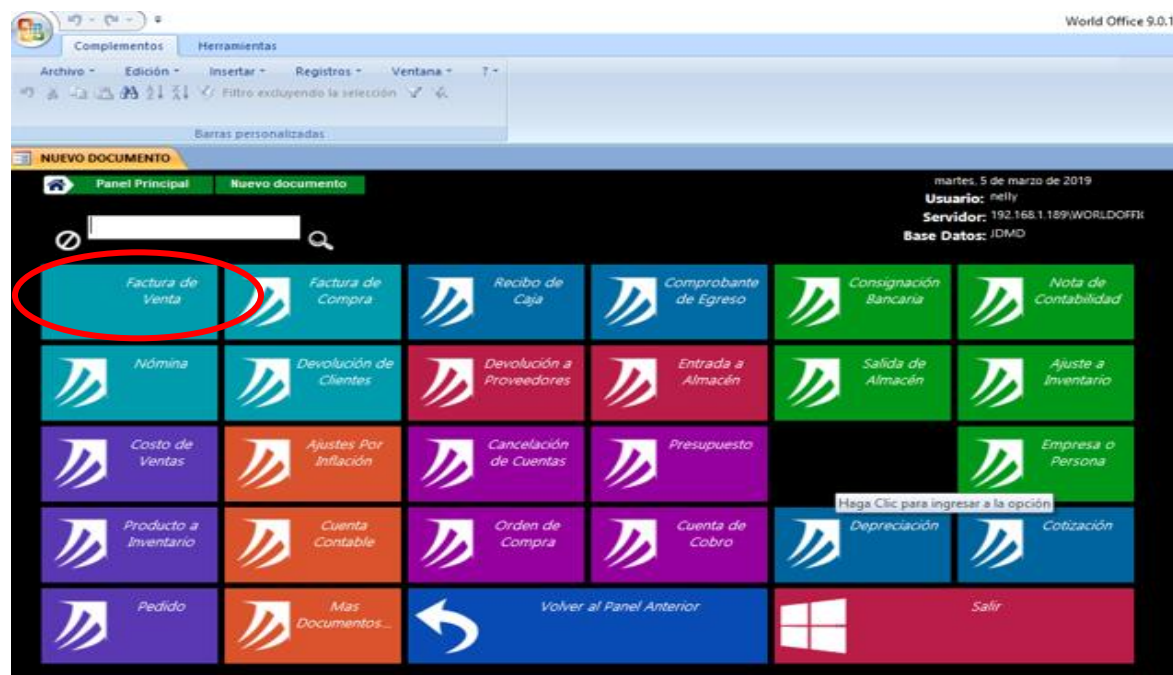 World Office 9.0.1
Complementos Herramientas
Archivo Edición Insertar Registros Ventana ?
Filtro excluyendo la selección
Barras personalizadas
NUEVO DOCUMENTO
Panel Principal Nuevo documento
martes, 5 de marzo de 2019
Usuario: nelly
Servidor: 192.168.1.189\WORLDOFFI
Base Datos: JDMD
Factura de
Venta
Factura de
Compra
Recibo de
Caja
Comprobante
de Egreso
Consignación
Bancaria
Nota de
Contabilidad
Nómina
Devolución de
Clientes
Devolución a
Proveedores
Entrada a
Almacén
Salida de
Almacén
Ajuste a
Inventario
Costo de
Ventas
Ajustes Por
Inflación
Cancelación
de Cuentas
Presupuesto
Empresa o
Persona
Haga Clic para ingresar a la opción
Producto a
Inventario
Cuenta
Contable
Orden de
Compra
Cuenta de
Cobro
Depreciación
Cotización
Pedido
Mas
Documentos...
Volver al Panel Anterior
Salir